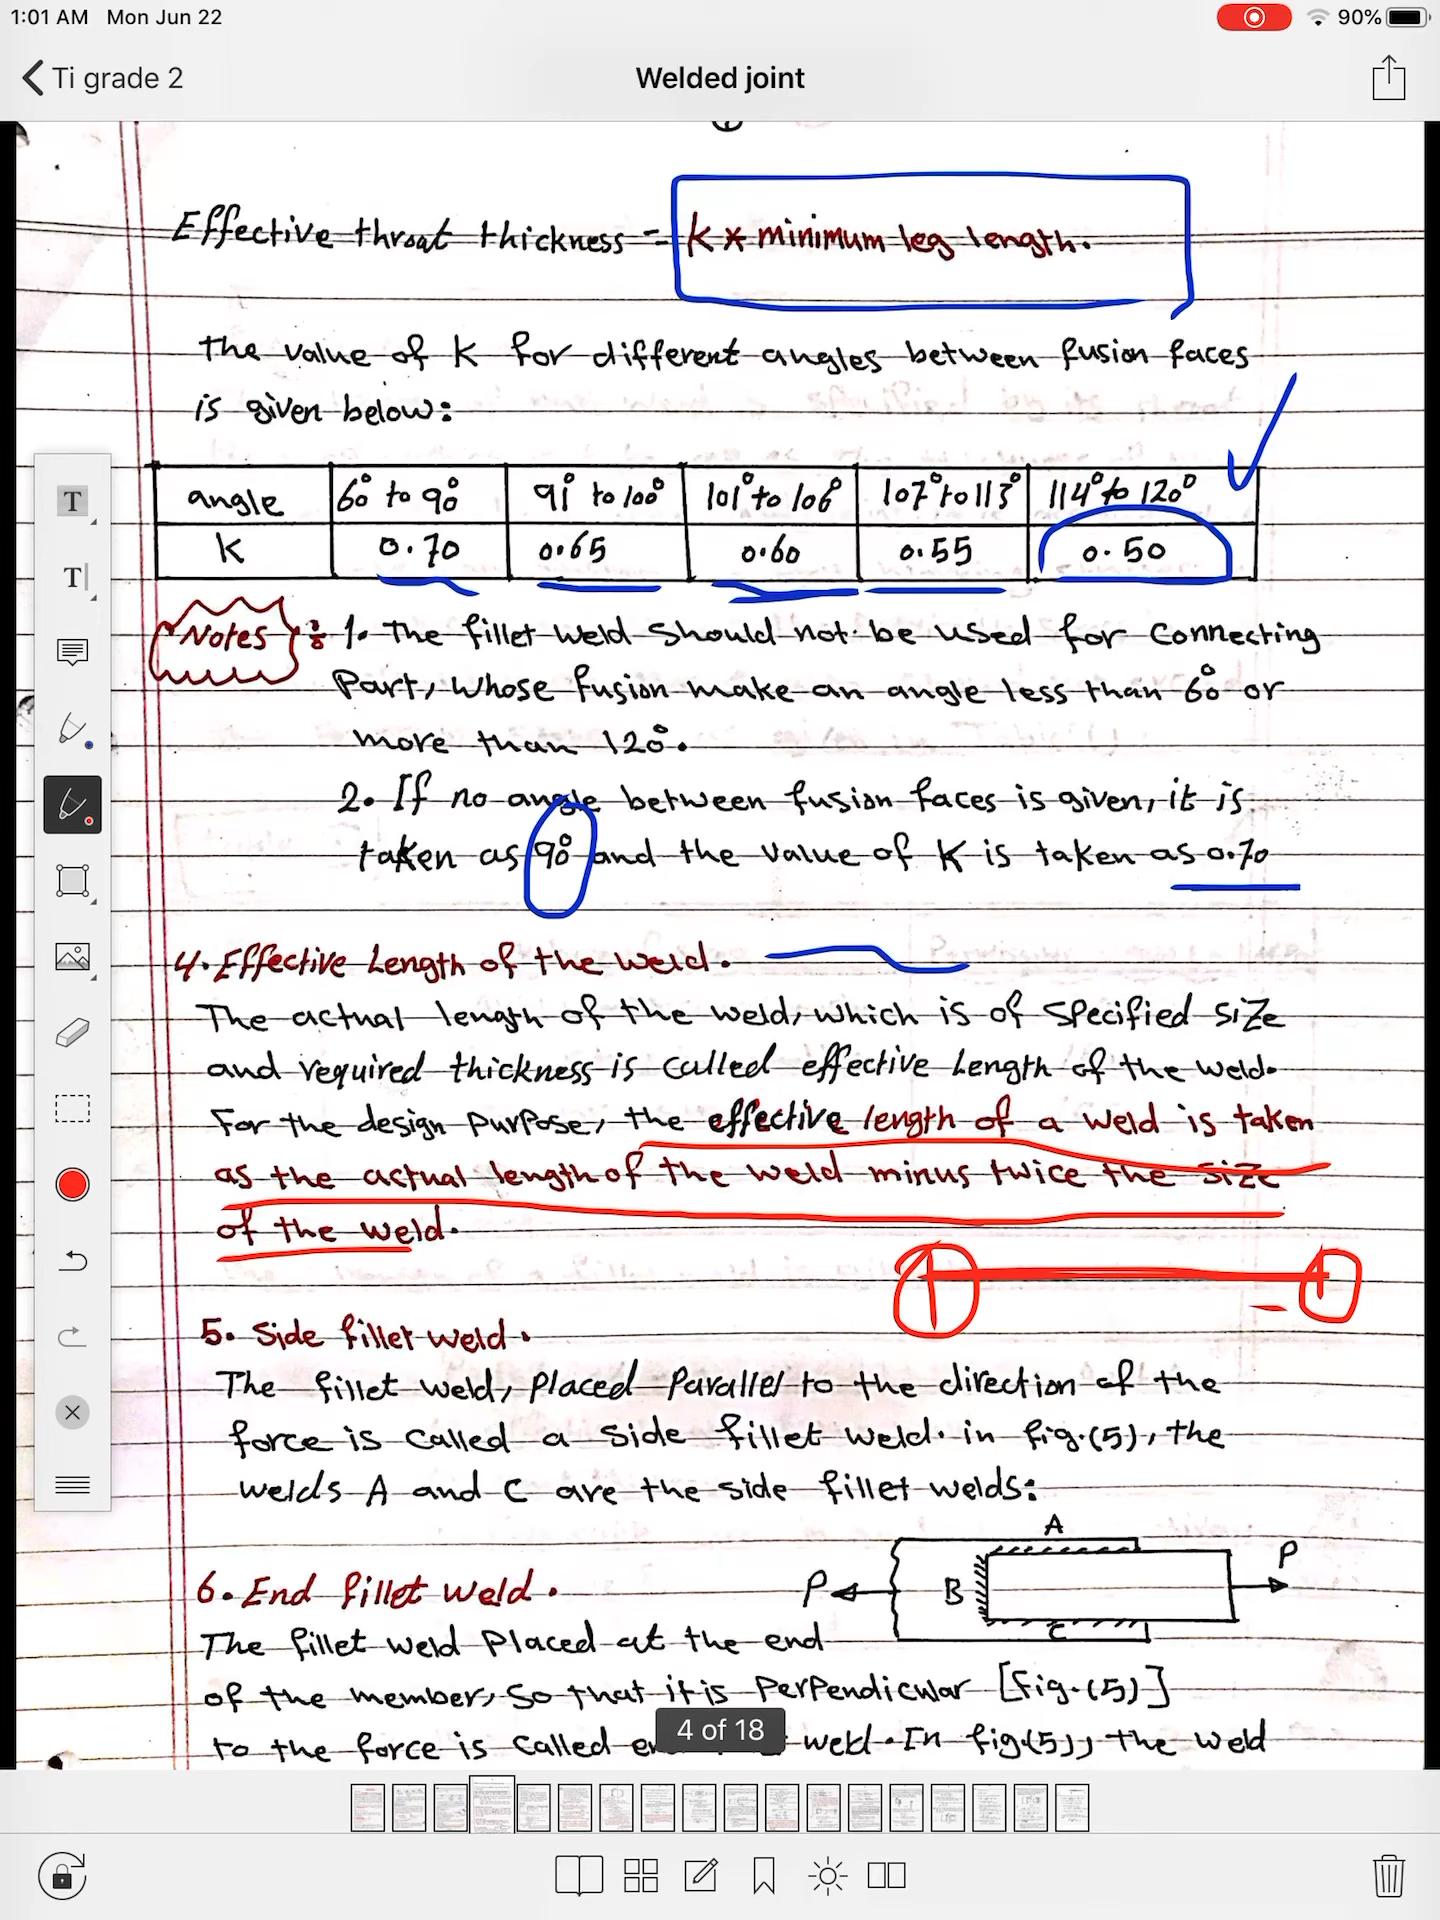 1:01 AM Mon Jun 22
90%
Ti grade 2
Welded joint
Effective throat thickness = K * minimum leg length.
The value of K for different angles between fusion faces
is given below:
angle 60° to 90° 91° to 100° 101° to 106° 107° to 113° 114° to 120°
K 0.70 0.65 0.60 0.55 0.50
Notes : 1. The fillet weld should not be used for connecting
Part, whose fusion make an angle less than 60° or
more than 120°.
2. If no angle between fusion faces is given, it is
taken as 90° and the value of K is taken as 0.70
4. Effective Length of the weld.
The actual length of the weld, which is of specified size
and required thickness is called effective Length of the weld.
For the design purpose, the effective length of a weld is taken
as the actual length of the weld minus twice the size
of the weld.
5. Side fillet weld.
The fillet weld, placed parallel to the direction of the
force is called a side fillet weld. in fig.(5), the
welds A and C are the side fillet welds:
A
P B P
C
6. End fillet weld.
The fillet weld placed at the end
of the member, so that it is perpendicular [fig.(5)]
to the force is called weld. In fig(5), the weld
4 of 18